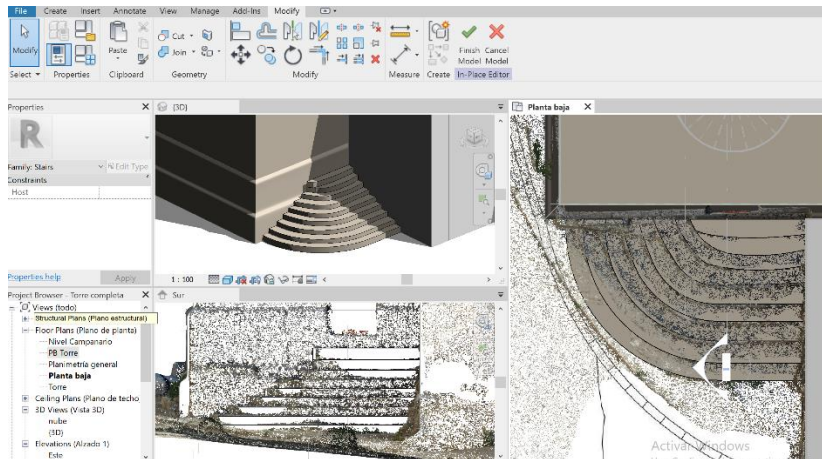 File Create Insert Annotate View Manage Add-Ins Modify
Modify
Paste
Cut
Join
Finish Model
Cancel Model
Select Properties Clipboard Geometry Modify Measure Create In-Place Editor
Properties
Family: Stairs
Edit Type
Constraints
Host
Properties help
Apply
Project Browser - Torre completa
Views (todo)
Structural Plans (Plano estructural)
Floor Plans (Plano de planta)
Nivel Campanario
PB Torre
Planimetría general
Planta baja
Torre
Ceiling Plans (Plano de techo
3D Views (Vista 3D)
nube
{3D}
Elevations (Alzado 1)
Este
{3D}
1 : 100
Sur
Planta baja
Activar Windows